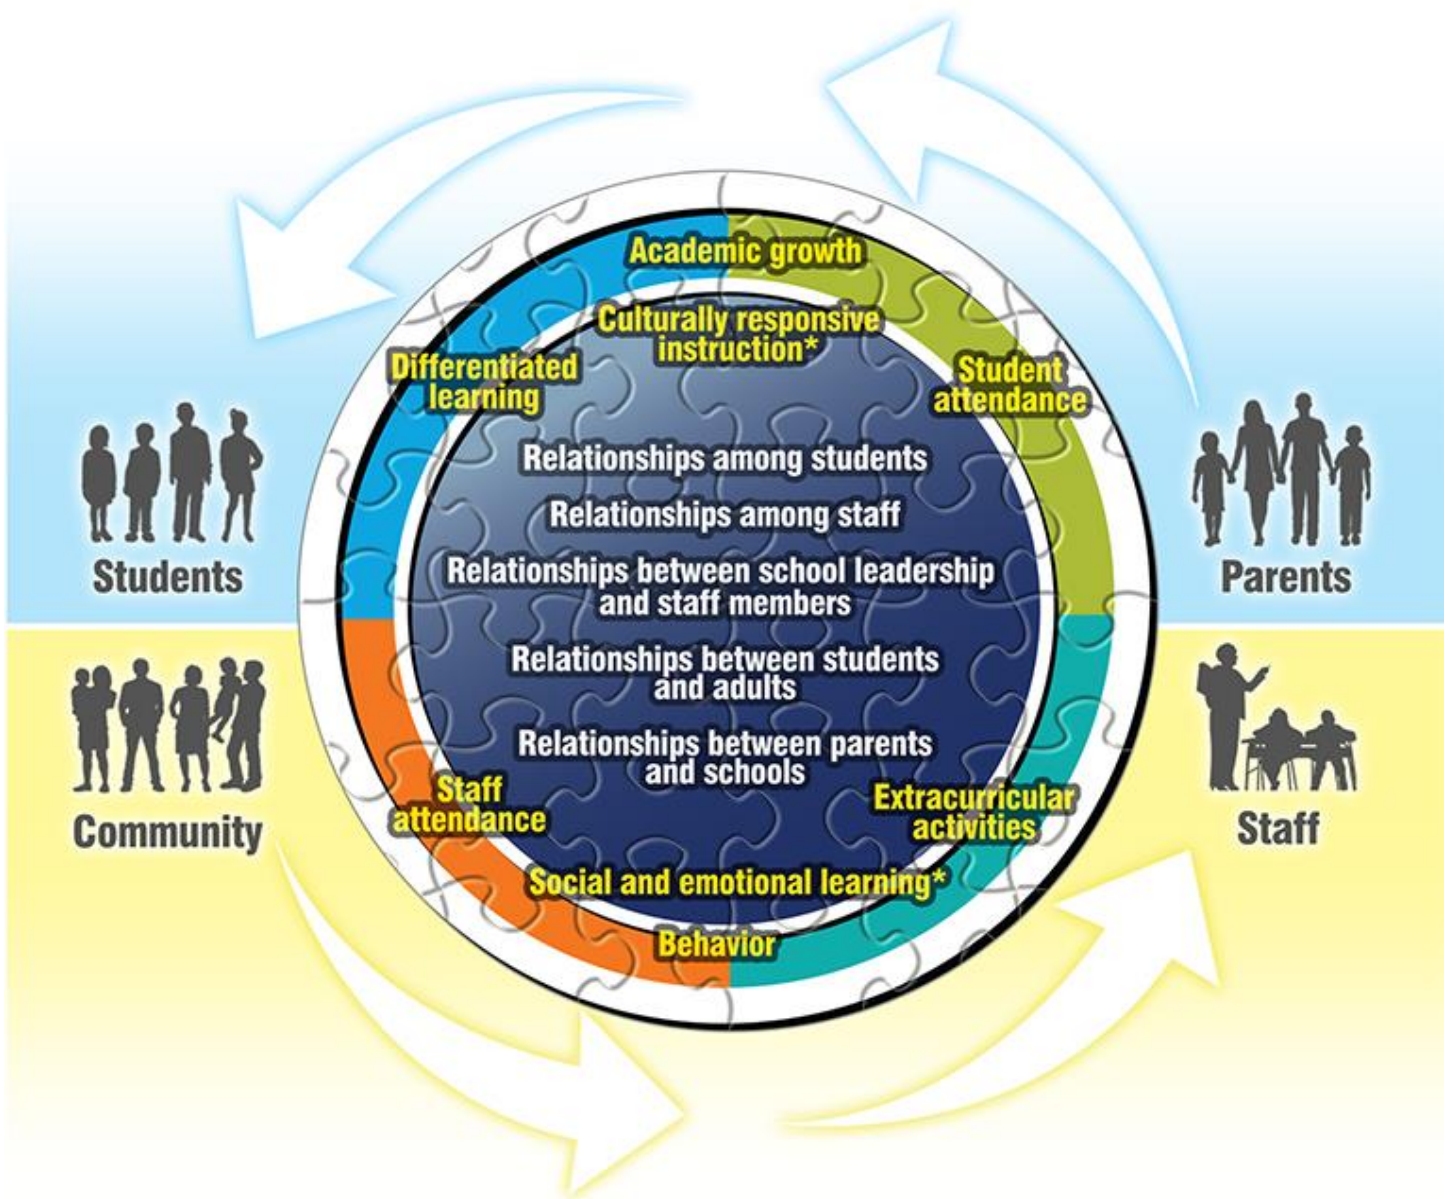 Academic growth
Culturally responsive
instruction*
Differentiated
learning
Student
attendance
Relationships among students
Relationships among staff
Relationships between school leadership
and staff members
Relationships between students
and adults
Relationships between parents
and schools
Staff
attendance
Extracurricular
activities
Social and emotional learning*
Behavior
Students
Parents
Community
Staff